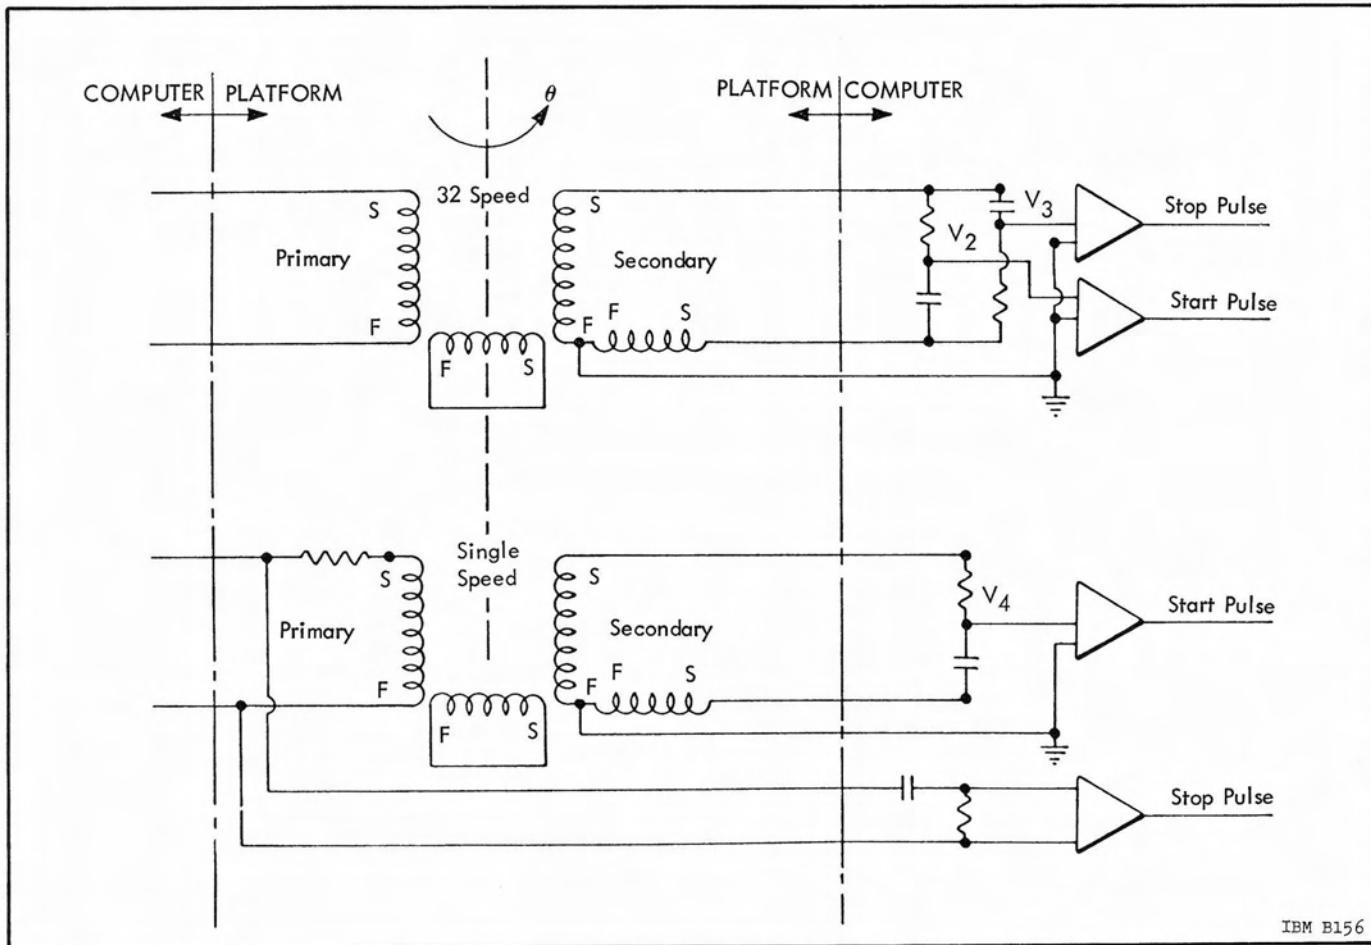 COMPUTER PLATFORM
θ
PLATFORM COMPUTER
32 Speed
S
S
Primary
Secondary
F
F
F
S
F
S
V2
V3
Stop Pulse
Start Pulse
Single
Speed
S
S
Primary
Secondary
F
F
F
S
F
S
V4
Start Pulse
Stop Pulse
IBM B156